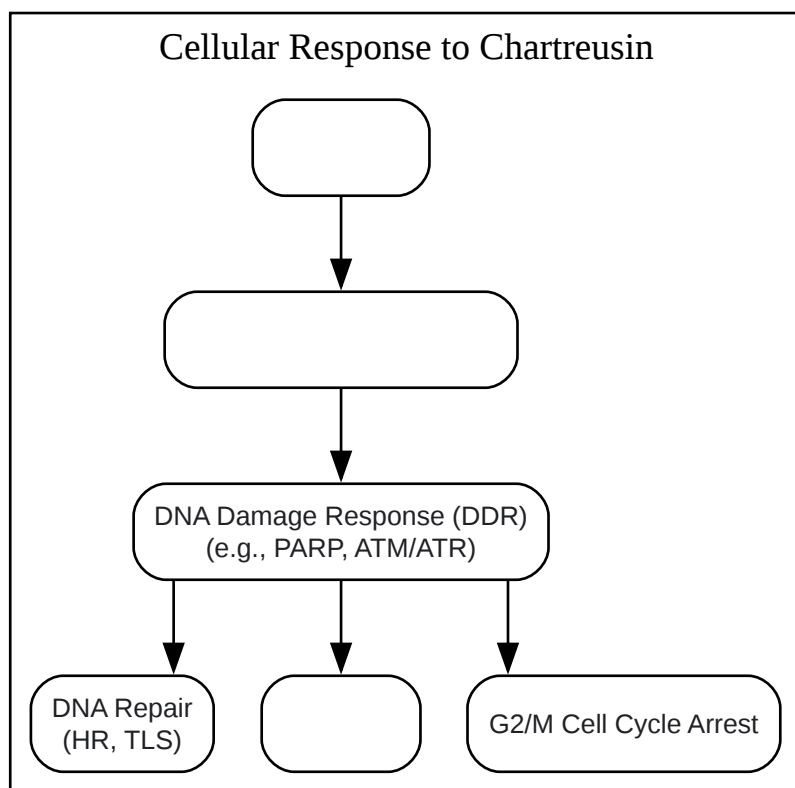 Cellular Response to Chartreusin
DNA Damage Response (DDR)
(e.g., PARP, ATM/ATR)
DNA Repair
(HR, TLS)
G2/M Cell Cycle Arrest